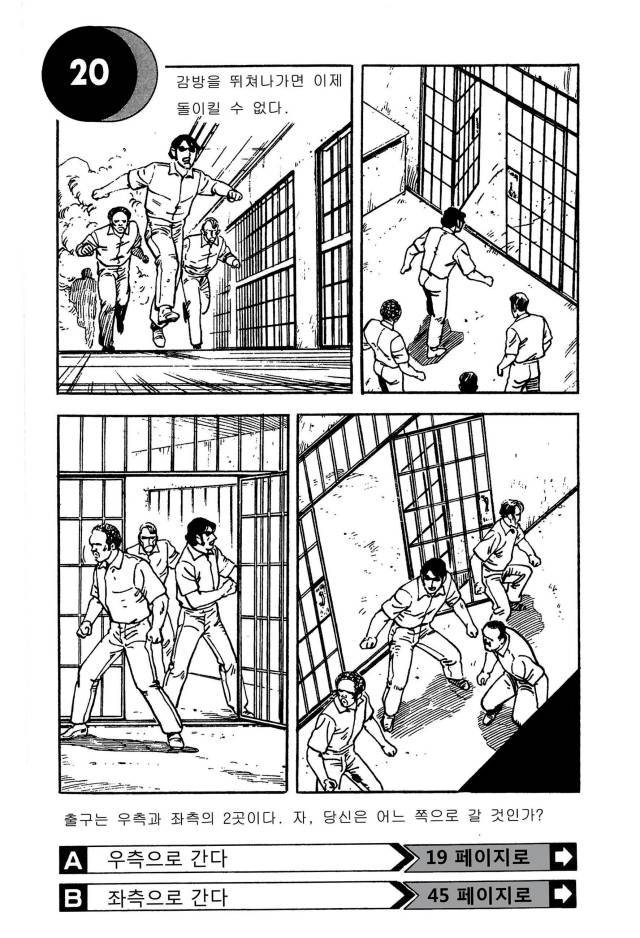 20
감방을 뛰쳐나가면 이제
돌이킬 수 없다.
출구는 우측과 좌측의 2곳이다. 자, 당신은 어느 쪽으로 갈 것인가?
A 우측으로 간다 19 페이지로
B 좌측으로 간다 45 페이지로